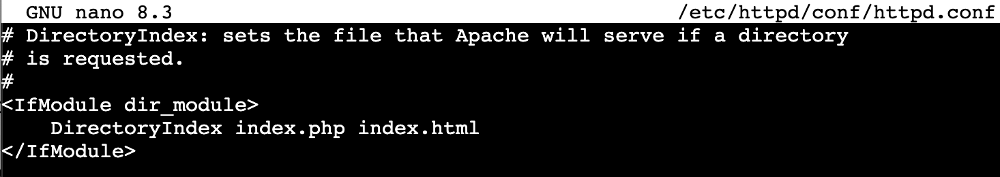 GNU nano 8.3 /etc/httpd/conf/httpd.conf
# DirectoryIndex: sets the file that Apache will serve if a directory
# is requested.
#
<IfModule dir_module>
    DirectoryIndex index.php index.html
</IfModule>